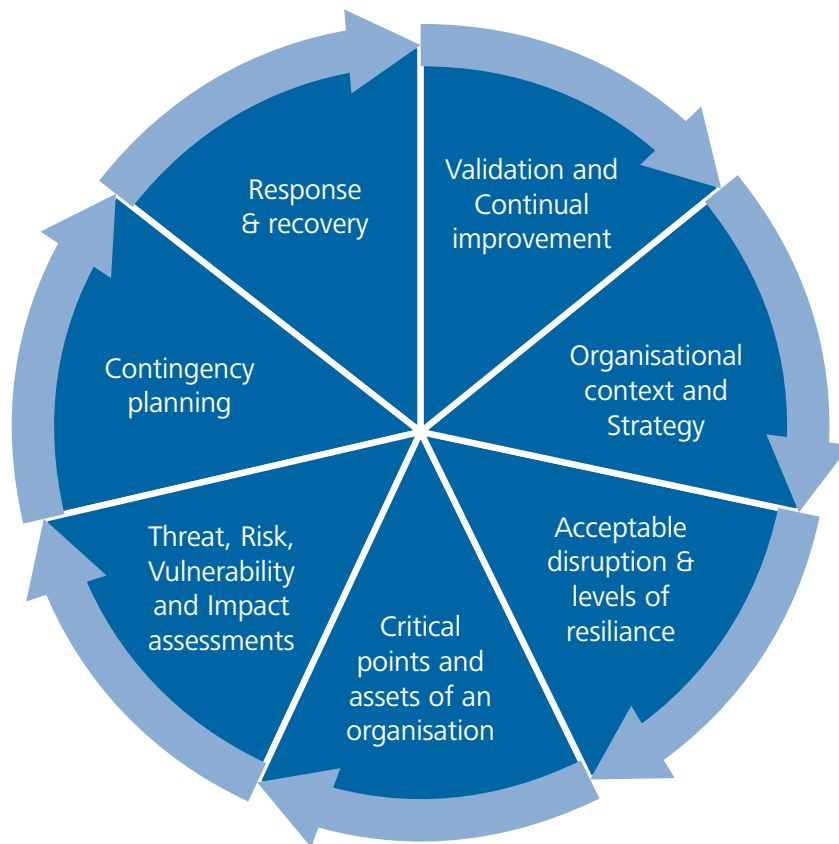 Validation and
Continual
improvement
Organisational
context and
Strategy
Acceptable
disruption &
levels of
resiliance
Critical
points and
assets of an
organisation
Threat, Risk,
Vulnerability
and Impact
assessments
Contingency
planning
Response
& recovery